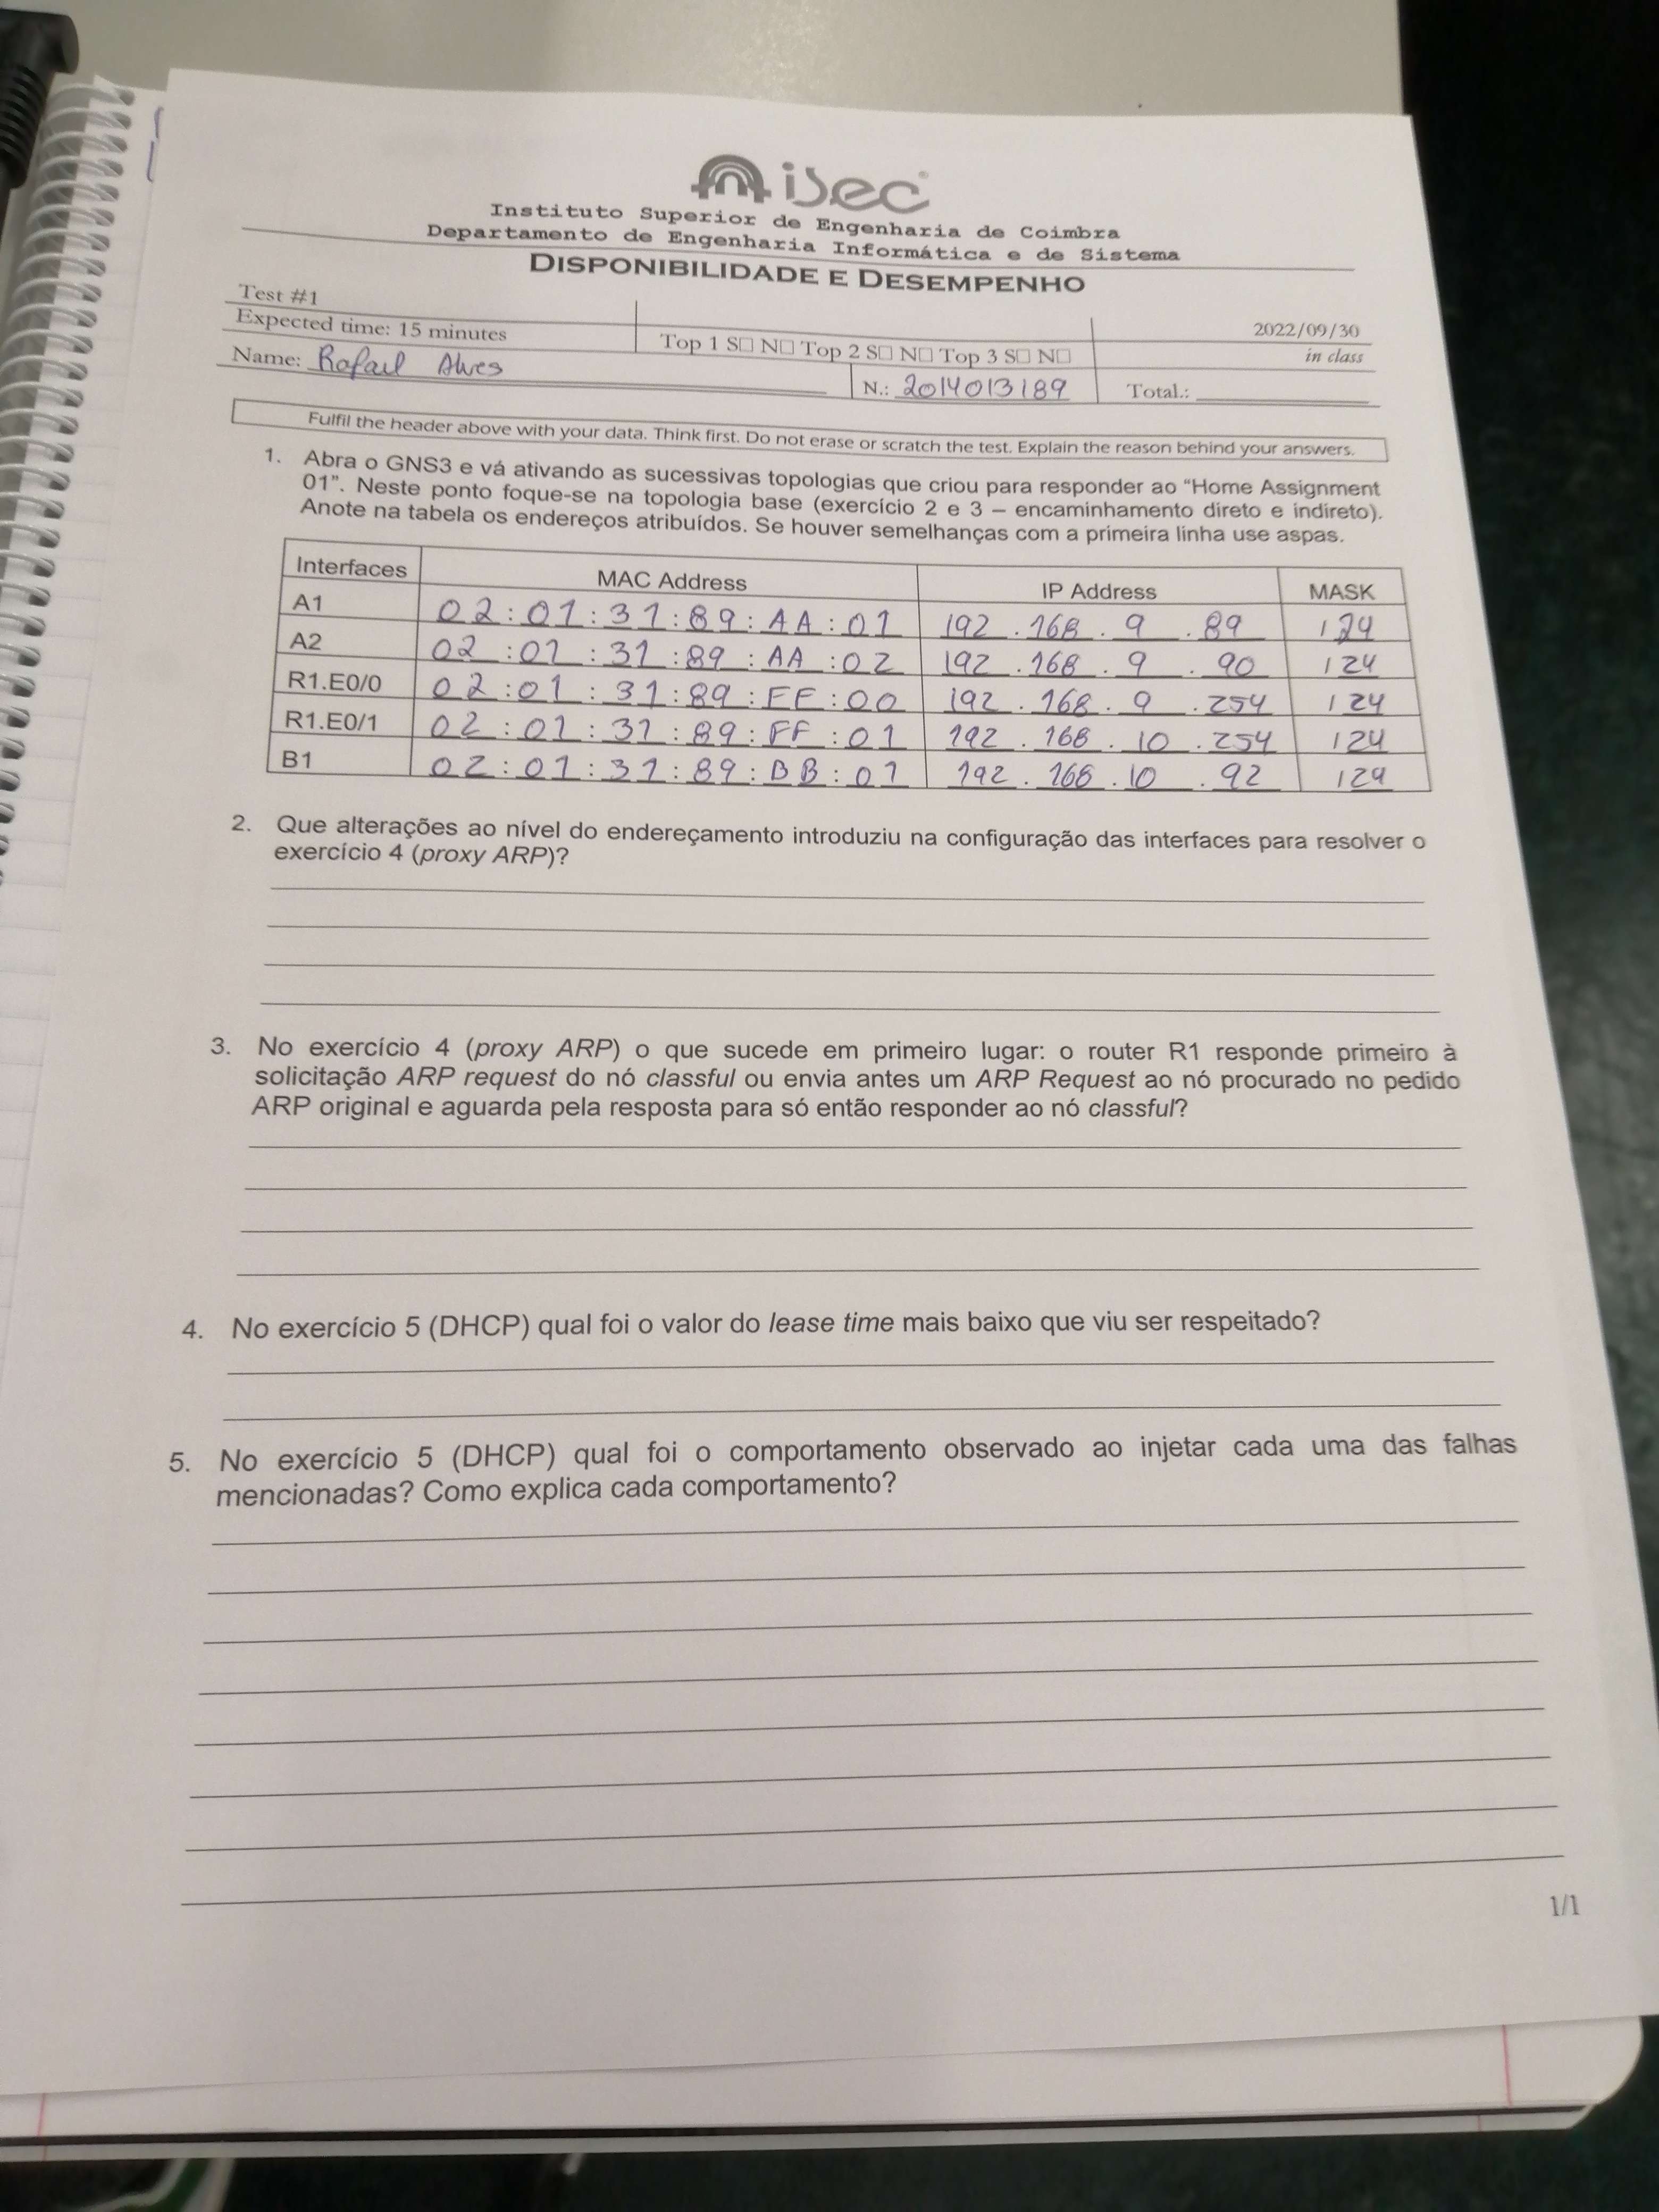 isec
Instituto Superior de Engenharia de Coimbra
Departamento de Engenharia Informática e de Sistema
DISPONIBILIDADE E DESEMPENHO
Test #1
Expected time: 15 minutes
Top 1 S□ N□ Top 2 S□ N□ Top 3 S□ N□
2022/09/30
in class
Name: Rafael Alves
N.: 2014013189
Total.:
Fulfil the header above with your data. Think first. Do not erase or scratch the test. Explain the reason behind your answers.
1. Abra o GNS3 e vá ativando as sucessivas topologias que criou para responder ao “Home Assignment
01”. Neste ponto foque-se na topologia base (exercício 2 e 3 – encaminhamento direto e indireto).
Anote na tabela os endereços atribuídos. Se houver semelhanças com a primeira linha use aspas.
Interfaces MAC Address IP Address MASK
A1 02:01:31:89:AA:01 192.168.9.89 /24
A2 02:01:31:89:AA:02 192.168.9.90 /24
R1.E0/0 02:01:31:89:FF:00 192.168.9.254 /24
R1.E0/1 02:01:31:89:FF:01 192.168.10.254 /24
B1 02:01:31:89:BB:01 192.168.10.92 /24
2. Que alterações ao nível do endereçamento introduziu na configuração das interfaces para resolver o
exercício 4 (proxy ARP)?
3. No exercício 4 (proxy ARP) o que sucede em primeiro lugar: o router R1 responde primeiro à
solicitação ARP request do nó classful ou envia antes um ARP Request ao nó procurado no pedido
ARP original e aguarda pela resposta para só então responder ao nó classful?
4. No exercício 5 (DHCP) qual foi o valor do lease time mais baixo que viu ser respeitado?
5. No exercício 5 (DHCP) qual foi o comportamento observado ao injetar cada uma das falhas
mencionadas? Como explica cada comportamento?
1/1